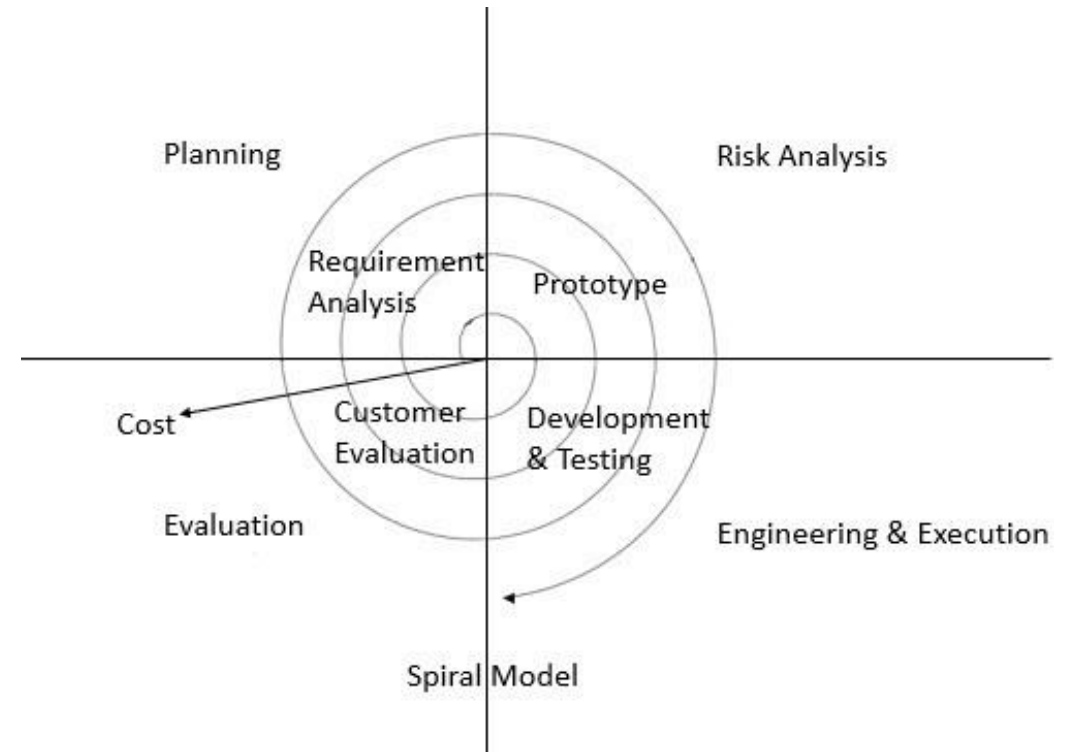 Planning
Risk Analysis
Requirement
Analysis
Prototype
Cost
Customer
Evaluation
Development
& Testing
Evaluation
Engineering & Execution
Spiral Model